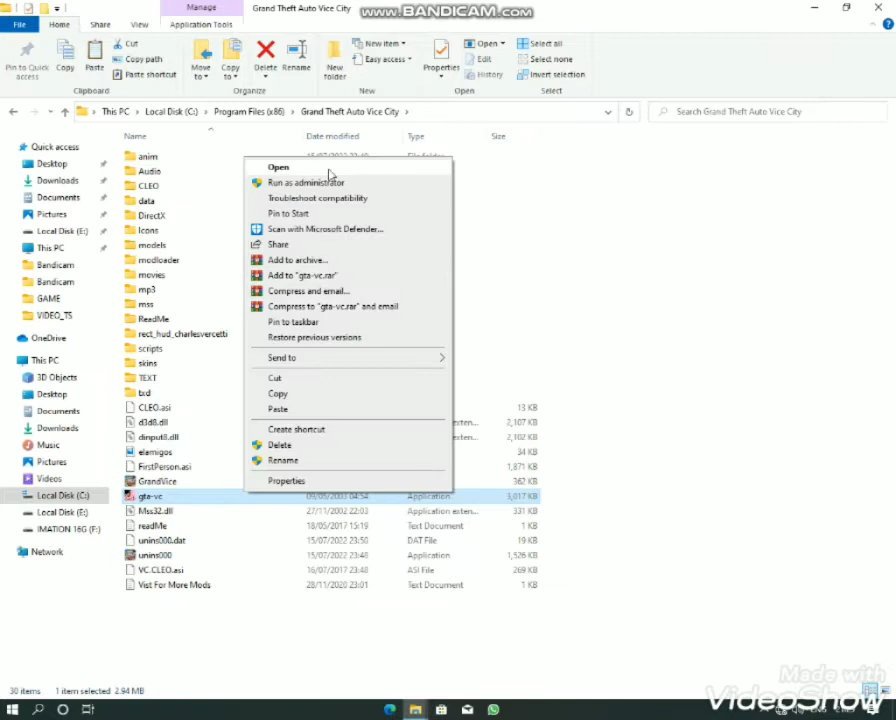 Manage
Grand Theft Auto Vice City
www.BANDICAM.com
File
Home
Share
View
Application Tools
Pin to Quick access
Copy
Paste
Cut
Copy path
Paste shortcut
Clipboard
Move to
Copy to
Delete
Rename
Organize
New folder
New item
Easy access
New
Properties
Open
Edit
History
Open
Select all
Select none
Invert selection
Select
This PC > Local Disk (C:) > Program Files (x86) > Grand Theft Auto Vice City >
Search Grand Theft Auto Vice City
Name Date modified Type Size
Quick access
Desktop
Downloads
Documents
Pictures
Local Disk (E:)
This PC
Bandicam
Bandicam
GAME
VIDEO_TS
OneDrive
This PC
3D Objects
Desktop
Documents
Downloads
Music
Pictures
Videos
Local Disk (C:)
Local Disk (E:)
IMATION 16G (F:)
Network
anim
Audio
CLEO
data
DirectX
Icons
models
modloader
movies
mp3
mss
ReadMe
rect_hud_charlesvercetti
scripts
skins
TEXT
txd
CLEO.asi 13 KB
d3d8.dll 2,107 KB
dinput8.dll 2,102 KB
elamigos 34 KB
FirstPerson.asi 1,871 KB
GrandVice 362 KB
gta-vc 09/05/2003 04:54 Application 3,017 KB
Mss32.dll 27/11/2002 22:03 Application exten... 331 KB
readMe 18/05/2017 15:19 Text Document 1 KB
unins000.dat 15/07/2022 23:50 DAT File 19 KB
unins000 15/07/2022 23:48 Application 1,526 KB
VC.CLEO.asi 16/07/2017 23:48 ASI File 269 KB
Vist For More Mods 28/11/2020 23:01 Text Document 1 KB
Open
Run as administrator
Troubleshoot compatibility
Pin to Start
Scan with Microsoft Defender...
Share
Add to archive...
Add to "gta-vc.rar"
Compress and email...
Compress to "gta-vc.rar" and email
Pin to taskbar
Restore previous versions
Send to
Cut
Copy
Paste
Create shortcut
Delete
Rename
Properties
30 items 1 item selected 2.94 MB
Made with
VideoShow